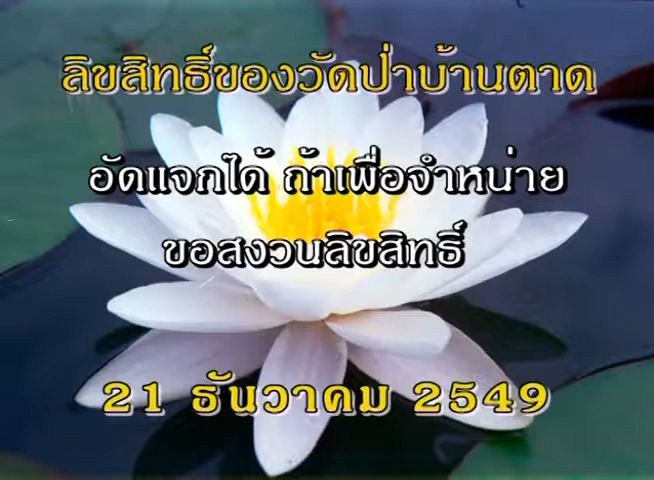 ลิขสิทธิ์ของวัดป่าบ้านตาด
อัดแจกได้ ถ้าเพื่อจำหน่าย
ขอสงวนลิขสิทธิ์
21 ธันวาคม 2549